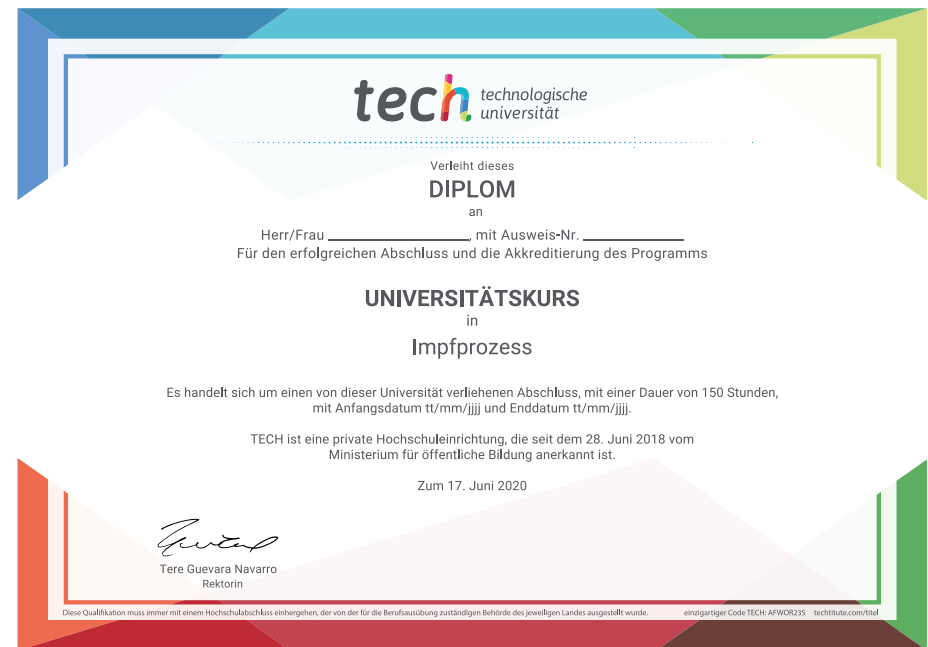 tech technologische
universität
Verleiht dieses
DIPLOM
an
Herr/Frau ____________________, mit Ausweis-Nr. ______________
Für den erfolgreichen Abschluss und die Akkreditierung des Programms
UNIVERSITÄTSKURS
in
Impfprozess
Es handelt sich um einen von dieser Universität verliehenen Abschluss, mit einer Dauer von 150 Stunden,
mit Anfangsdatum tt/mm/jjjj und Enddatum tt/mm/jjjj.
TECH ist eine private Hochschuleinrichtung, die seit dem 28. Juni 2018 vom
Ministerium für öffentliche Bildung anerkannt ist.
Zum 17. Juni 2020
Tere Guevara Navarro
Rektorin
Diese Qualifikation muss immer mit einem Hochschulabschluss einhergehen, der von der für die Berufsausübung zuständigen Behörde des jeweiligen Landes ausgestellt wurde. einzigartiger Code TECH: AFWOR23S techtitute.com/titel